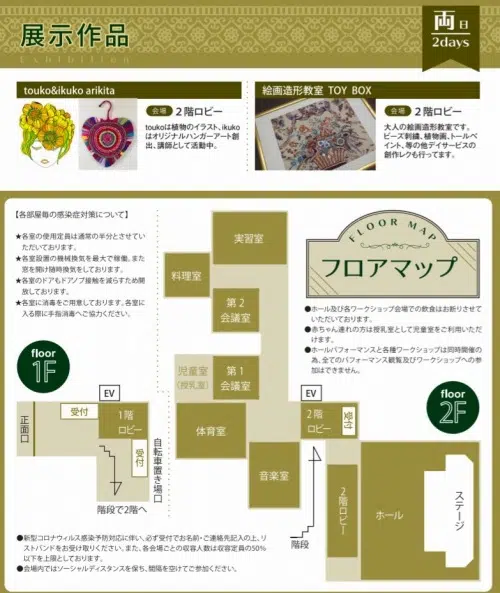 展示作品
Exhibition
両日
2days
touko&ikuko arikita
会場 2階ロビー
toukoは植物のイラスト、ikuko
はオリジナルハンガーアート創
出、講師として活動中。
絵画造形教室 TOY BOX
会場 2階ロビー
大人の絵画造形教室です。
ビーズ刺繍、植物画、トールペ
イント、等の他デイサービスの
創作レクも行ってます。
【各部屋毎の感染症対策について】
★各室の使用定員は通常の半分とさせてい
ただいております。
★各室設置の機械換気を最大で稼働。また
窓を開け随時換気をしております。
★各室のドアもドアノブ接触を減らすため開
放しております。
★各室に消毒をご用意しております。各室に
入る際に手指消毒へご協力ください。
FLOOR MAP
フロアマップ
●ホール及び各ワークショップ会場での飲食はお断りさせて
いただいております。
●赤ちゃん連れの方は授乳室として児童室をご利用いただ
けます。
●ホールパフォーマンスと各種ワークショップは同時開催の
為、全てのパフォーマンス観覧及びワークショップへの参
加はできません。
実習室
料理室
第2
会議室
児童室
(授乳室)
第1
会議室
体育室
音楽室
floor
1F
EV
受付
1階
ロビー
正面口
受付
自転車置き場口
階段で2階へ
floor
2F
EV
2階
ロビー
受付
階段
2階ロビー
ホール
ステージ
●新型コロナウィルス感染予防対応に伴い、必ず受付でお名前・ご連絡先記入の上、リ
ストバンドをお受け取りください。また、各会場ごとの収容人数は収容定員の50%
以下を上限としております。
●会場内ではソーシャルディスタンスを保ち、間隔を空けてご参加ください。